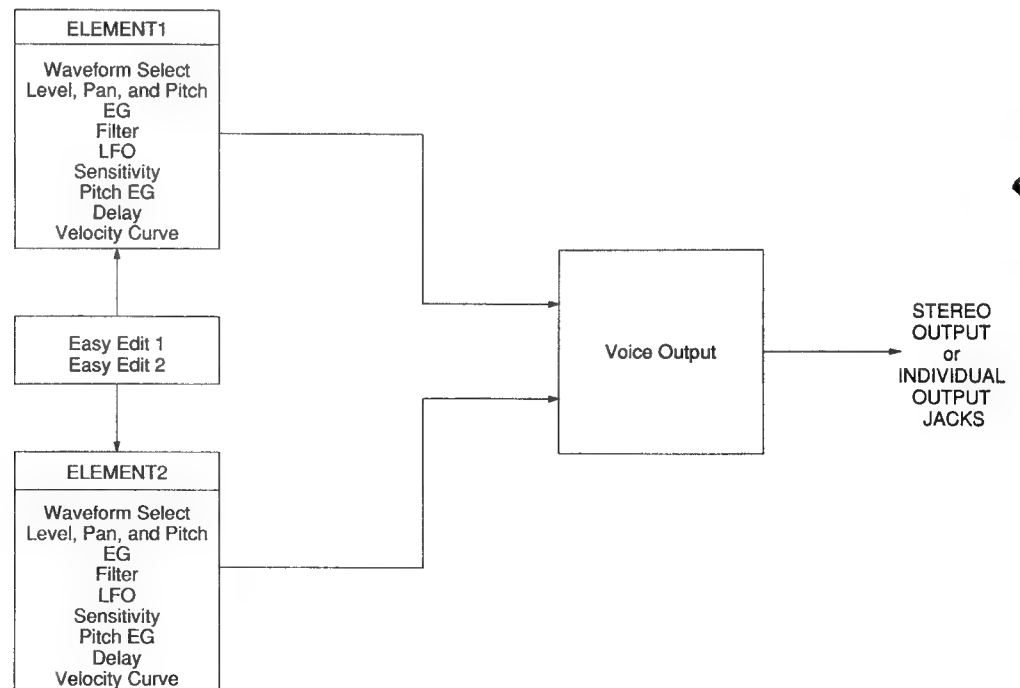 ELEMENT1
Waveform Select
Level, Pan, and Pitch
EG
Filter
LFO
Sensitivity
Pitch EG
Delay
Velocity Curve
Easy Edit 1
Easy Edit 2
ELEMENT2
Waveform Select
Level, Pan, and Pitch
EG
Filter
LFO
Sensitivity
Pitch EG
Delay
Velocity Curve
Voice Output
STEREO
OUTPUT
or
INDIVIDUAL
OUTPUT
JACKS